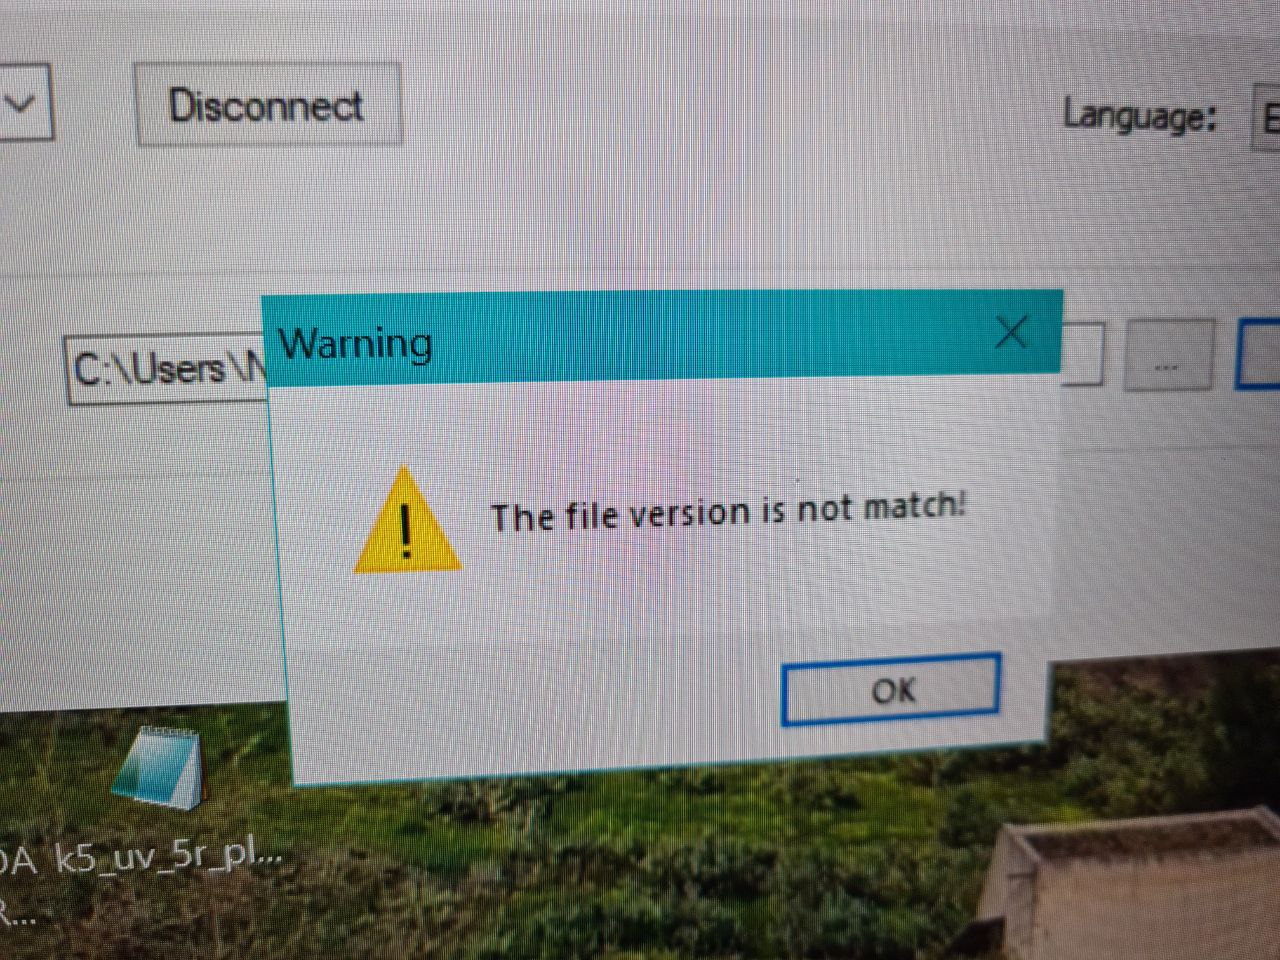 Disconnect
Language:
C:\Users\
Warning
...
The file version is not match!
OK
k5_uv_5r_pl...